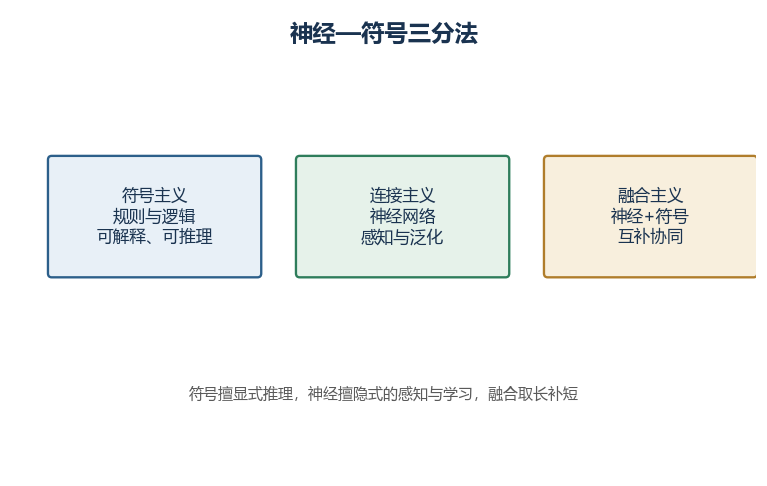 神经—符号三分法
符号主义
规则与逻辑
可解释、可推理
连接主义
神经网络
感知与泛化
融合主义
神经+符号
互补协同
符号擅显式推理，神经擅隐式的感知与学习，融合取长补短